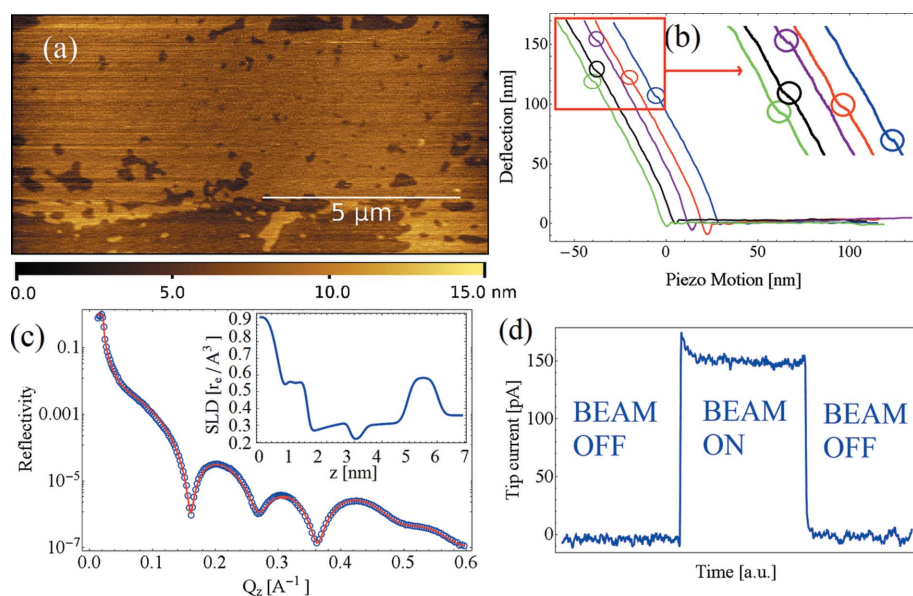 (a)
5 μm
0.0 5.0 10.0 15.0 nm
(b)
Deflection [nm]
150
100
50
0
−50 0 50 100
Piezo Motion [nm]
(c)
Reflectivity
0.1
0.001
10-5
10-7
0.0 0.1 0.2 0.3 0.4 0.5 0.6
Qz [A-1]
SLD [re / A3]
0.9
0.8
0.7
0.6
0.5
0.4
0.3
0.2
0 1 2 3 4 5 6 7
z [nm]
(d)
Tip current [pA]
150
100
50
0
BEAM OFF
BEAM ON
BEAM OFF
Time [a.u.]